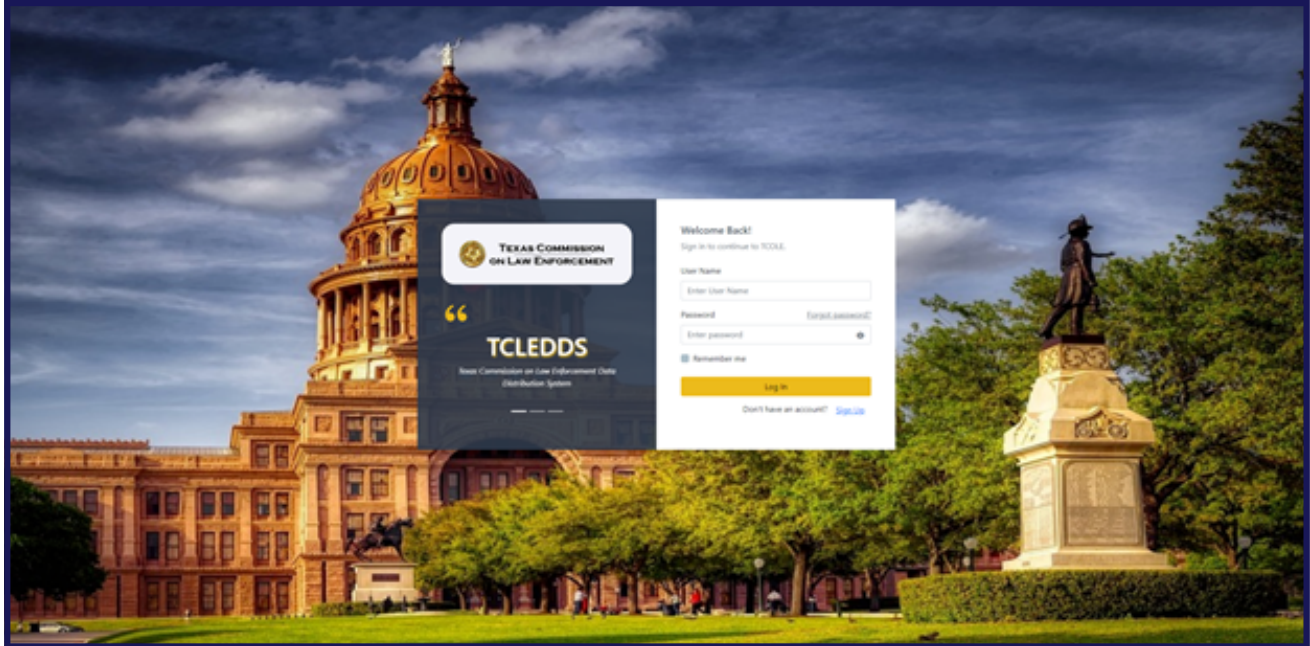 TEXAS COMMISSION
ON LAW ENFORCEMENT
“
TCLEDDS
Texas Commission on Law Enforcement Data
Distribution System
Welcome Back!
Sign in to continue to TCOLE.
User Name
Enter User Name
Password Forgot password?
Enter password
Remember me
Log In
Don't have an account? Sign Up